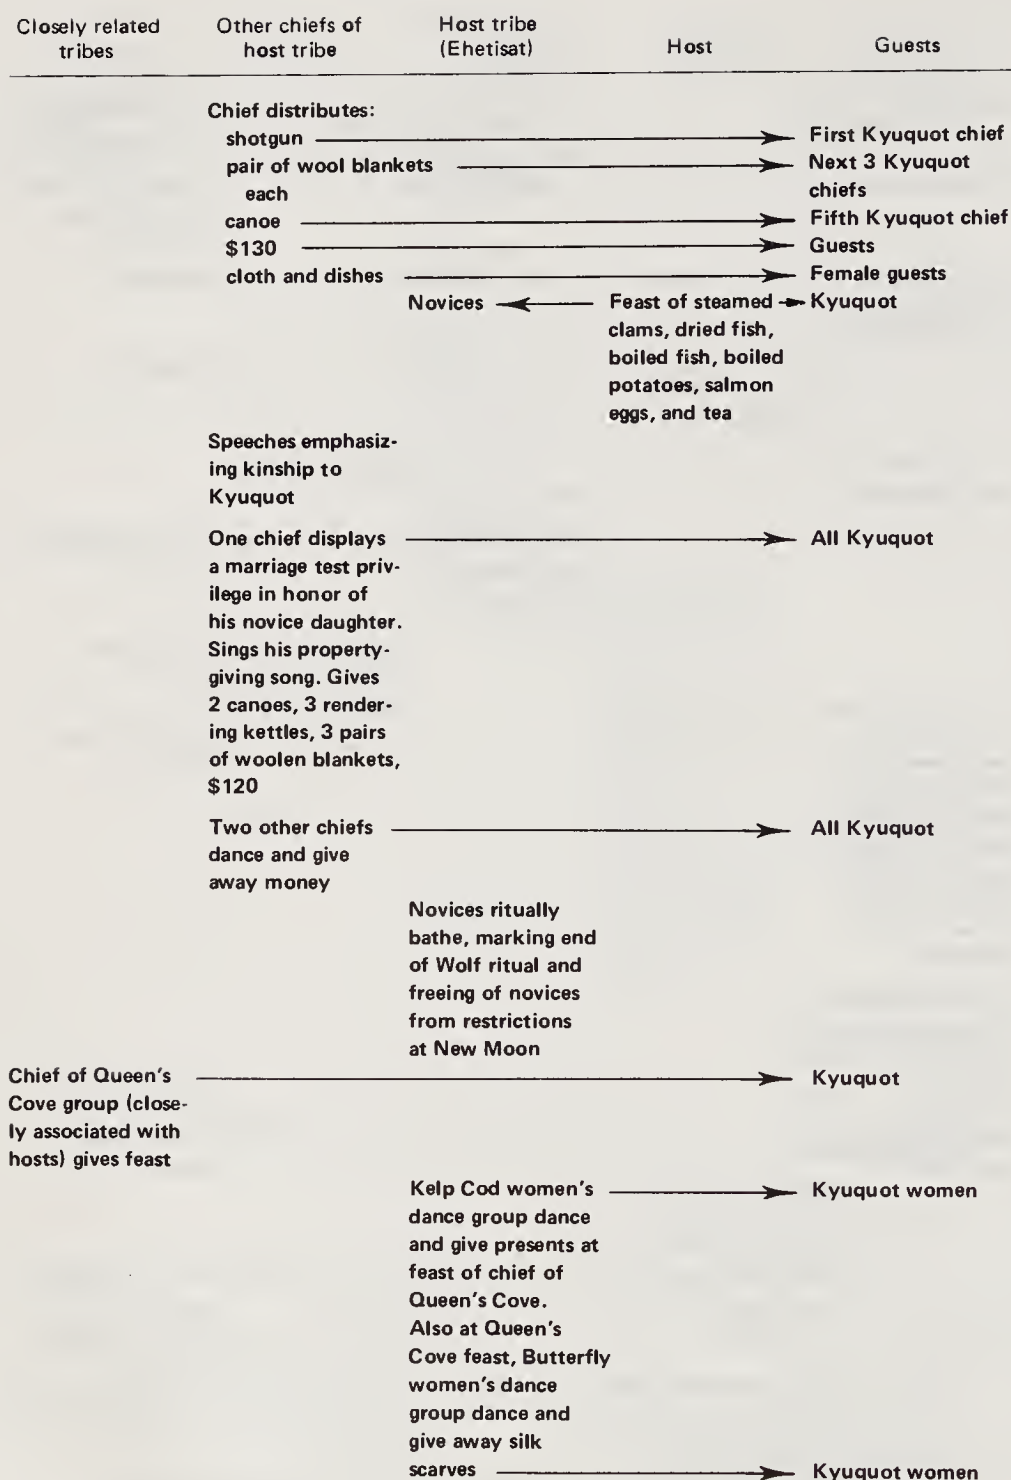 Closely related tribes
Other chiefs of host tribe
Host tribe (Ehetisat)
Host
Guests
Chief distributes:
shotgun First Kyuquot chief
pair of wool blankets Next 3 Kyuquot
each chiefs
canoe Fifth Kyuquot chief
$130 Guests
cloth and dishes Female guests
Novices Feast of steamed Kyuquot
clams, dried fish,
boiled fish, boiled
potatoes, salmon
eggs, and tea
Speeches emphasiz-
ing kinship to
Kyuquot
One chief displays All Kyuquot
a marriage test priv-
ilege in honor of
his novice daughter.
Sings his property-
giving song. Gives
2 canoes, 3 render-
ing kettles, 3 pairs
of woolen blankets,
$120
Two other chiefs All Kyuquot
dance and give
away money
Novices ritually
bathe, marking end
of Wolf ritual and
freeing of novices
from restrictions
at New Moon
Chief of Queen's Kyuquot
Cove group (close-
ly associated with
hosts) gives feast
Kelp Cod women's Kyuquot women
dance group dance
and give presents at
feast of chief of
Queen's Cove.
Also at Queen's
Cove feast, Butterfly
women's dance
group dance and
give away silk
scarves Kyuquot women